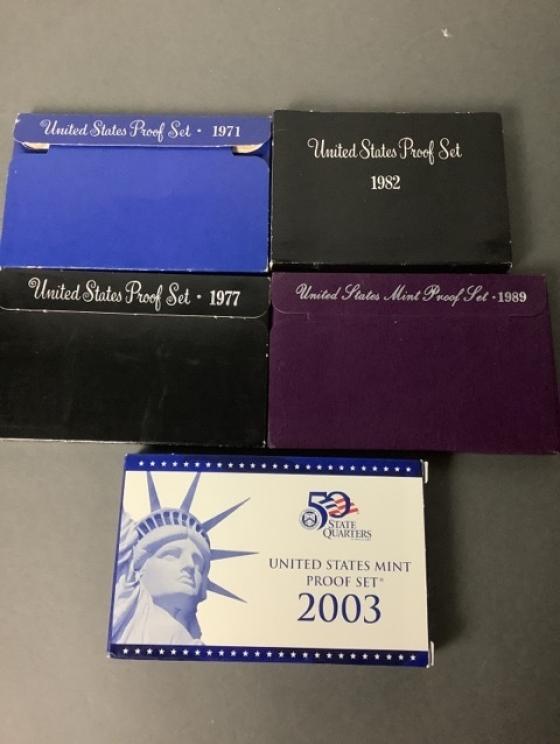 United States Proof Set · 1971
United States Proof Set
1982
United States Proof Set · 1977
United States Mint Proof Set · 1989
50
STATE
QUARTERS
UNITED STATES MINT
PROOF SET®
2003